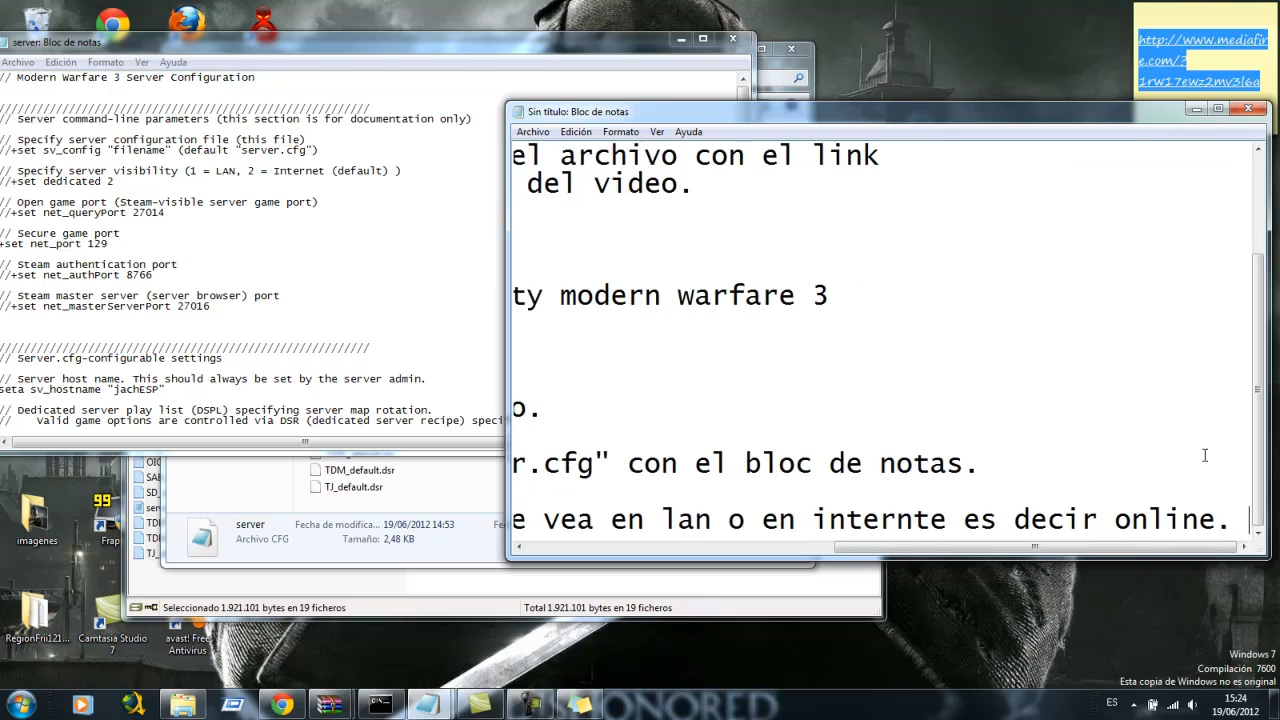 http://www.mediafir
e.com/?
1rw17ewz2mv3l6a
server: Bloc de notas
Archivo Edición Formato Ver Ayuda
// Modern Warfare 3 Server Configuration
//////////////////////////////////////////////////////////////////
// Server command-line parameters (this section is for documentation only)
// Specify server configuration file (this file)
//+set sv_config "filename" (default "server.cfg")
// Specify server visibility (1 = LAN, 2 = Internet (default) )
//+set dedicated 2
// Open game port (Steam-visible server game port)
//+set net_queryPort 27014
// Secure game port
+set net_port 129
// Steam authentication port
//+set net_authPort 8766
// Steam master server (server browser) port
//+set net_masterServerPort 27016
//////////////////////////////////////////////////////////////////
// Server.cfg-configurable settings
// Server host name. This should always be set by the server admin.
seta sv_hostname "jachESP"
// Dedicated server play list (DSPL) specifying server map rotation.
// Valid game options are controlled via DSR (dedicated server recipe) speci
Sin título: Bloc de notas
Archivo Edición Formato Ver Ayuda
el archivo con el link
del video.
ty modern warfare 3
o.
r.cfg" con el bloc de notas.
e vea en lan o en internte es decir online.
TDM_default.dsr
TJ_default.dsr
server Fecha de modifica... 19/06/2012 14:53
Archivo CFG Tamaño: 2,48 KB
Seleccionado 1.921.101 bytes en 19 ficheros
Total 1.921.101 bytes en 19 ficheros
99
imagenes
Frap
RegionFrii121...
Camtasia Studio
7
avast! Free
Antivirus
Windows 7
Compilación 7600
Esta copia de Windows no es original
ES
15:24
19/06/2012